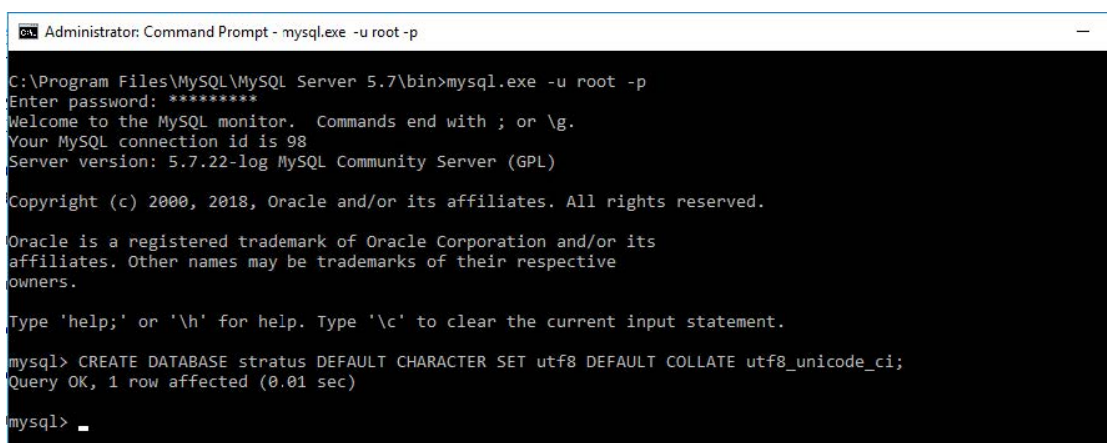 Administrator: Command Prompt - mysql.exe -u root -p
C:\Program Files\MySQL\MySQL Server 5.7\bin>mysql.exe -u root -p
Enter password: *********
Welcome to the MySQL monitor.  Commands end with ; or \g.
Your MySQL connection id is 98
Server version: 5.7.22-log MySQL Community Server (GPL)
Copyright (c) 2000, 2018, Oracle and/or its affiliates. All rights reserved.
Oracle is a registered trademark of Oracle Corporation and/or its
affiliates. Other names may be trademarks of their respective
owners.
Type 'help;' or '\h' for help. Type '\c' to clear the current input statement.
mysql> CREATE DATABASE stratus DEFAULT CHARACTER SET utf8 DEFAULT COLLATE utf8_unicode_ci;
Query OK, 1 row affected (0.01 sec)
mysql> _